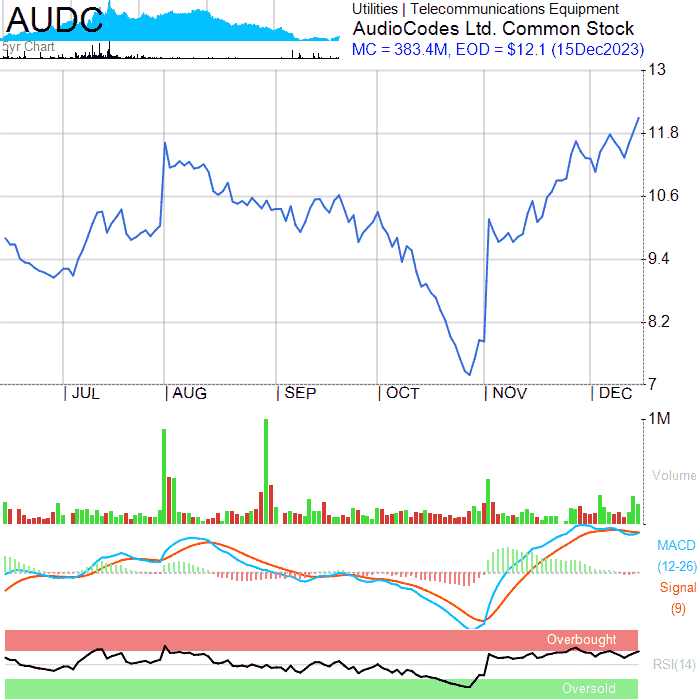 AUDC
5yr Chart
Utilities | Telecommunications Equipment
AudioCodes Ltd. Common Stock
MC = 383.4M, EOD = $12.1 (15Dec2023)
13
11.8
10.6
9.4
8.2
7
JUL
AUG
SEP
OCT
NOV
DEC
1M
Volume
MACD
(12-26)
Signal
(9)
Overbought
RSI(14)
Oversold